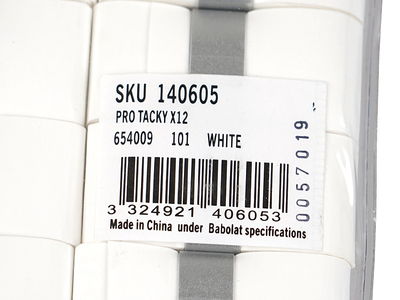 SKU 140605
PRO TACKY X12
654009 101 WHITE
3 324921 406053
Made in China under Babolat specifications
0057019